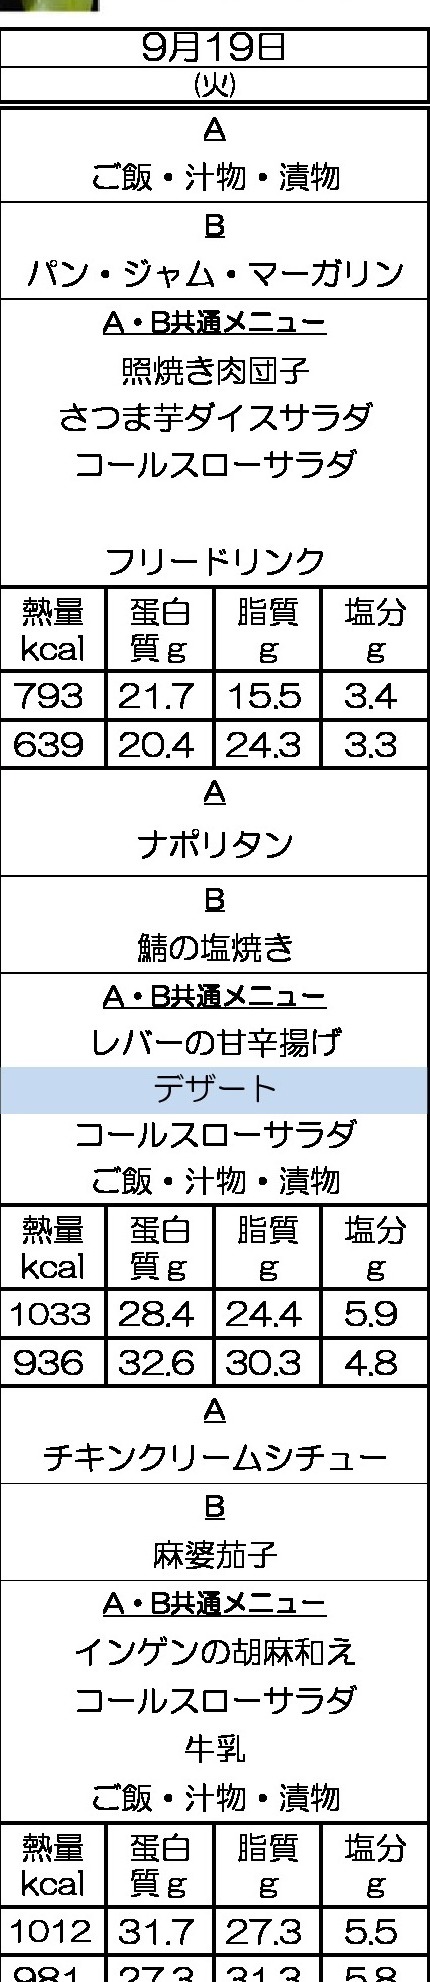 9月19日
(火)
A
ご飯・汁物・漬物
B
パン・ジャム・マーガリン
A・B共通メニュー
照焼き肉団子
さつま芋ダイスサラダ
コールスローサラダ
フリードリンク
熱量 蛋白 脂質 塩分
kcal 質g g g
793 21.7 15.5 3.4
639 20.4 24.3 3.3
A
ナポリタン
B
鯖の塩焼き
A・B共通メニュー
レバーの甘辛揚げ
デザート
コールスローサラダ
ご飯・汁物・漬物
熱量 蛋白 脂質 塩分
kcal 質g g g
1033 28.4 24.4 5.9
936 32.6 30.3 4.8
A
チキンクリームシチュー
B
麻婆茄子
A・B共通メニュー
インゲンの胡麻和え
コールスローサラダ
牛乳
ご飯・汁物・漬物
熱量 蛋白 脂質 塩分
kcal 質g g g
1012 31.7 27.3 5.5
981 27.3 31.3 5.8